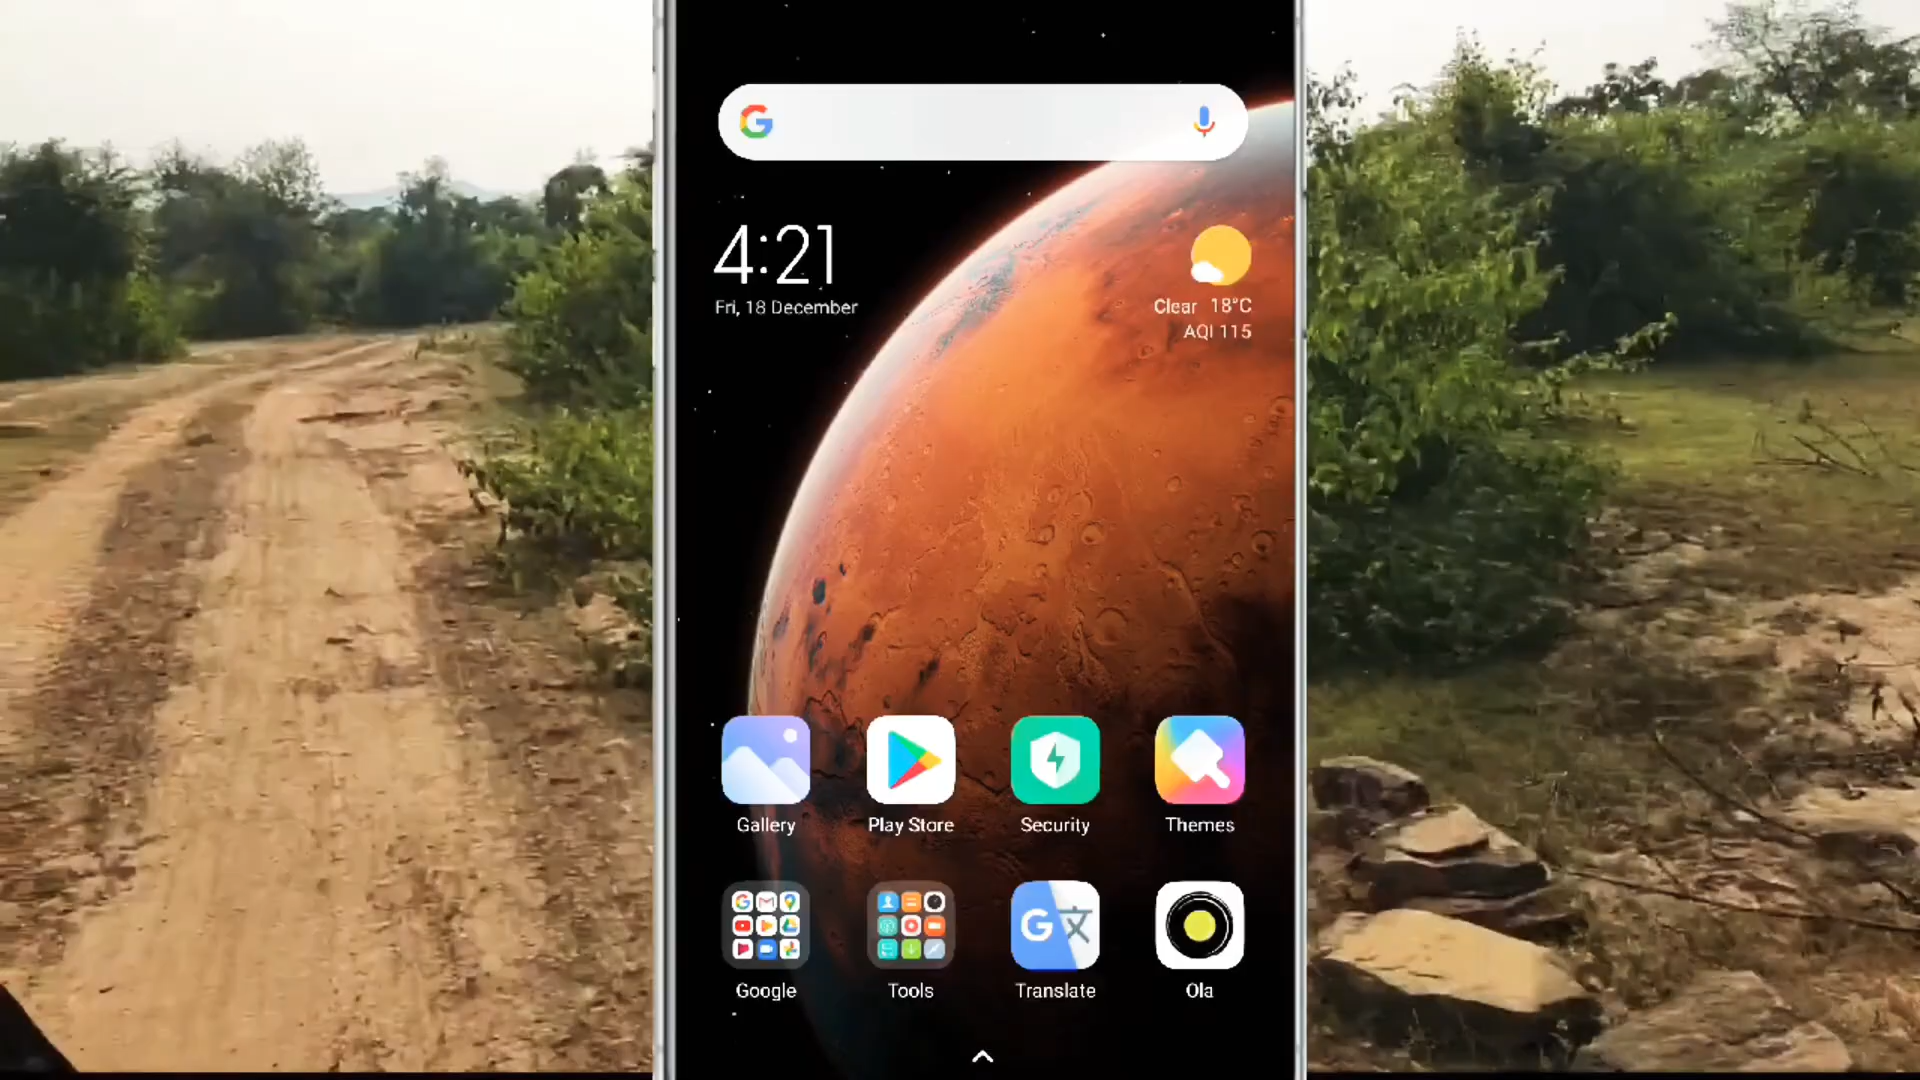 4:21
Fri, 18 December
Clear 18°C
AQI 115
Gallery
Play Store
Security
Themes
Google
Tools
Translate
Ola